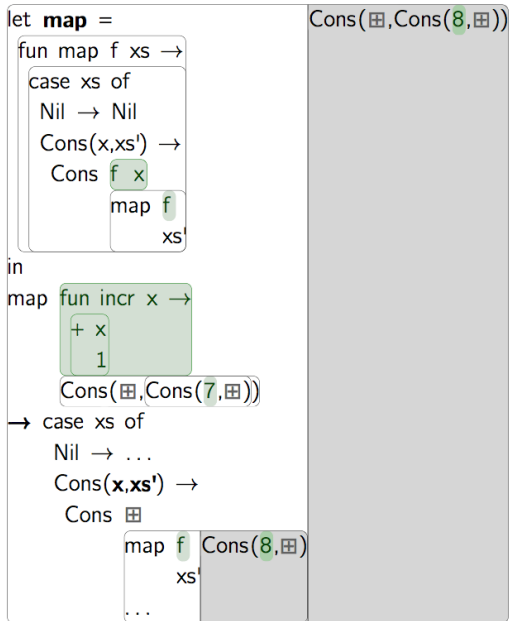 let map =
fun map f xs →
case xs of
Nil → Nil
Cons(x,xs') →
Cons f x
map f
xs'
in
map fun incr x →
+ x
1
Cons(⊞,Cons(7,⊞))
→ case xs of
Nil → ...
Cons(x,xs') →
Cons ⊞
map f
xs'
...
Cons(8,⊞)
Cons(⊞,Cons(8,⊞))